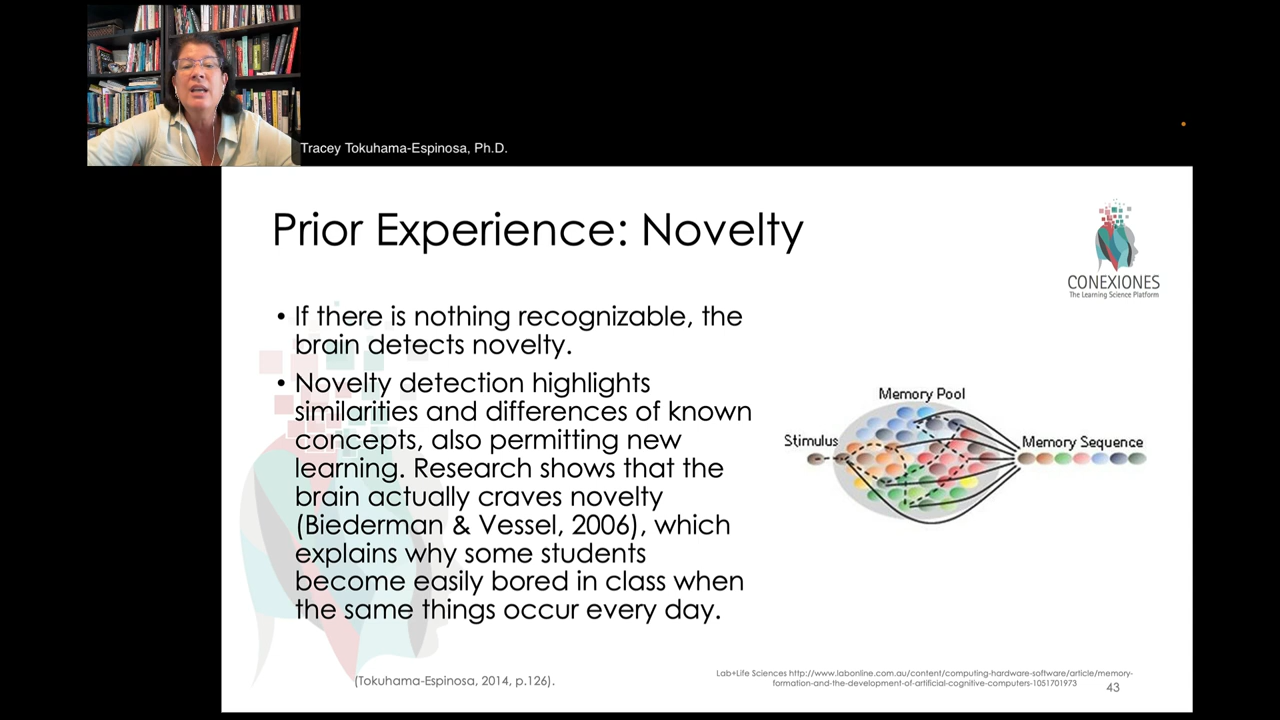 Tracey Tokuhama-Espinosa, Ph.D.
Prior Experience: Novelty
CONEXIONES
The Learning Science Platform
• If there is nothing recognizable, the
brain detects novelty.
• Novelty detection highlights
similarities and differences of known
concepts, also permitting new
learning. Research shows that the
brain actually craves novelty
(Biederman & Vessel, 2006), which
explains why some students
become easily bored in class when
the same things occur every day.
Memory Pool
Stimulus
Memory Sequence
(Tokuhama-Espinosa, 2014, p.126).
Lab+Life Sciences http://www.labonline.com.au/content/computing-hardware-software/article/memory-
formation-and-the-development-of-artificial-cognitive-computers-1051701973
43